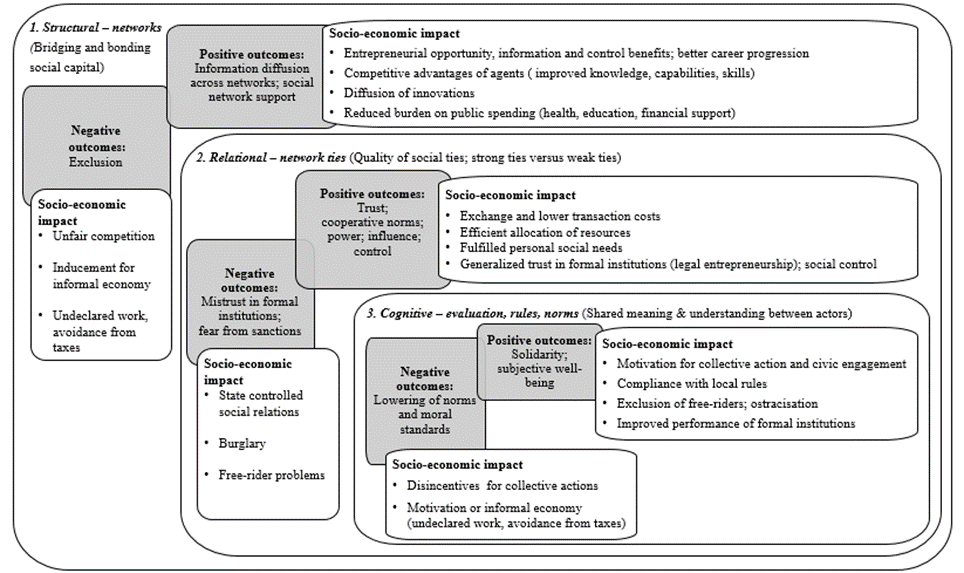 1. Structural – networks
(Bridging and bonding
social capital)
Positive outcomes:
Information diffusion
across networks; social
network support
Socio-economic impact
• Entrepreneurial opportunity, information and control benefits; better career progression
• Competitive advantages of agents ( improved knowledge, capabilities, skills)
• Diffusion of innovations
• Reduced burden on public spending (health, education, financial support)
Negative
outcomes:
Exclusion
Socio-economic
impact
• Unfair competition
• Inducement for
informal economy
• Undeclared work,
avoidance from
taxes
2. Relational – network ties (Quality of social ties; strong ties versus weak ties)
Positive outcomes:
Trust;
cooperative norms;
power; influence;
control
Socio-economic impact
• Exchange and lower transaction costs
• Efficient allocation of resources
• Fulfilled personal social needs
• Generalized trust in formal institutions (legal entrepreneurship); social control
Negative
outcomes:
Mistrust in formal
institutions;
fear from sanctions
Socio-economic
impact
• State controlled
social relations
• Burglary
• Free-rider problems
3. Cognitive – evaluation, rules, norms (Shared meaning & understanding between actors)
Positive outcomes:
Solidarity;
subjective well-
being
Socio-economic impact
• Motivation for collective action and civic engagement
• Compliance with local rules
• Exclusion of free-riders; ostracisation
• Improved performance of formal institutions
Negative
outcomes:
Lowering of norms
and moral
standards
Socio-economic impact
• Disincentives for collective actions
• Motivation or informal economy
(undeclared work, avoidance from taxes)